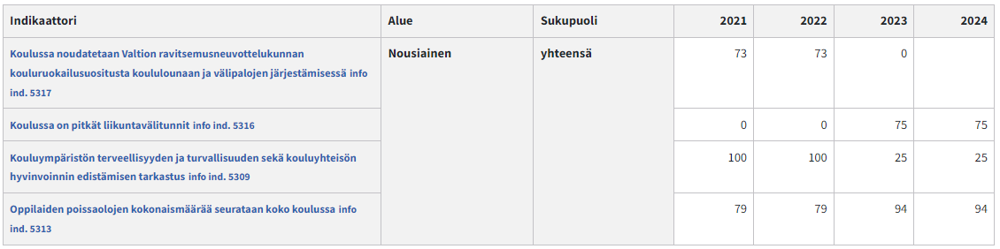 Indikaattori Alue Sukupuoli 2021 2022 2023 2024
Koulussa noudatetaan Valtion ravitsemusneuvottelukunnan Nousiainen yhteensä 73 73 0
kouluruokailusuositusta koululounaan ja välipalojen järjestämisessä info
ind. 5317
Koulussa on pitkät liikuntavälitunnit info ind. 5316 0 0 75 75
Kouluympäristön terveellisyyden ja turvallisuuden sekä kouluyhteisön 100 100 25 25
hyvinvoinnin edistämisen tarkastus info ind. 5309
Oppilaiden poissaolojen kokonaismäärää seurataan koko koulussa info 79 79 94 94
ind. 5313